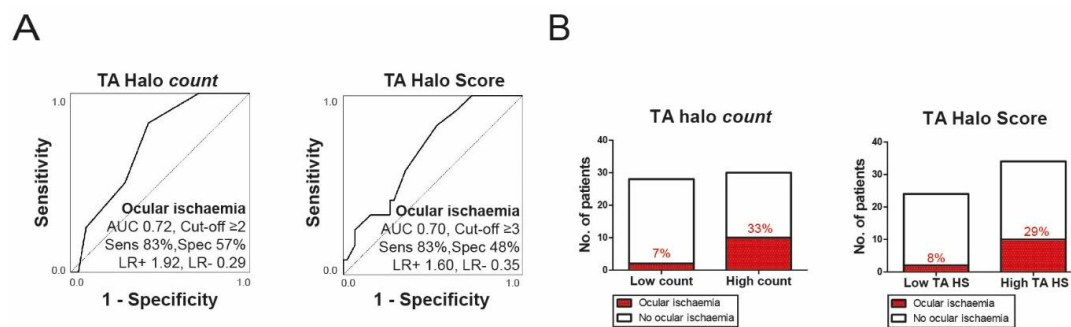 A
TA Halo count
1.0
Sensitivity
0.0
Ocular ischaemia
AUC 0.72, Cut-off ≥2
Sens 83%,Spec 57%
LR+ 1.92, LR- 0.29
1.0
1 - Specificity
TA Halo Score
1.0
Sensitivity
0.0
Ocular ischaemia
AUC 0.70, Cut-off ≥3
Sens 83%,Spec 48%
LR+ 1.60, LR- 0.35
1.0
1 - Specificity
B
TA halo count
No. of patients
40
30
20
10
0
7%
33%
Low count
High count
Ocular ischaemia
No ocular ischaemia
TA Halo Score
No. of patients
40
30
20
10
0
8%
29%
Low TA HS
High TA HS
Ocular ischaemia
No ocular ischaemia